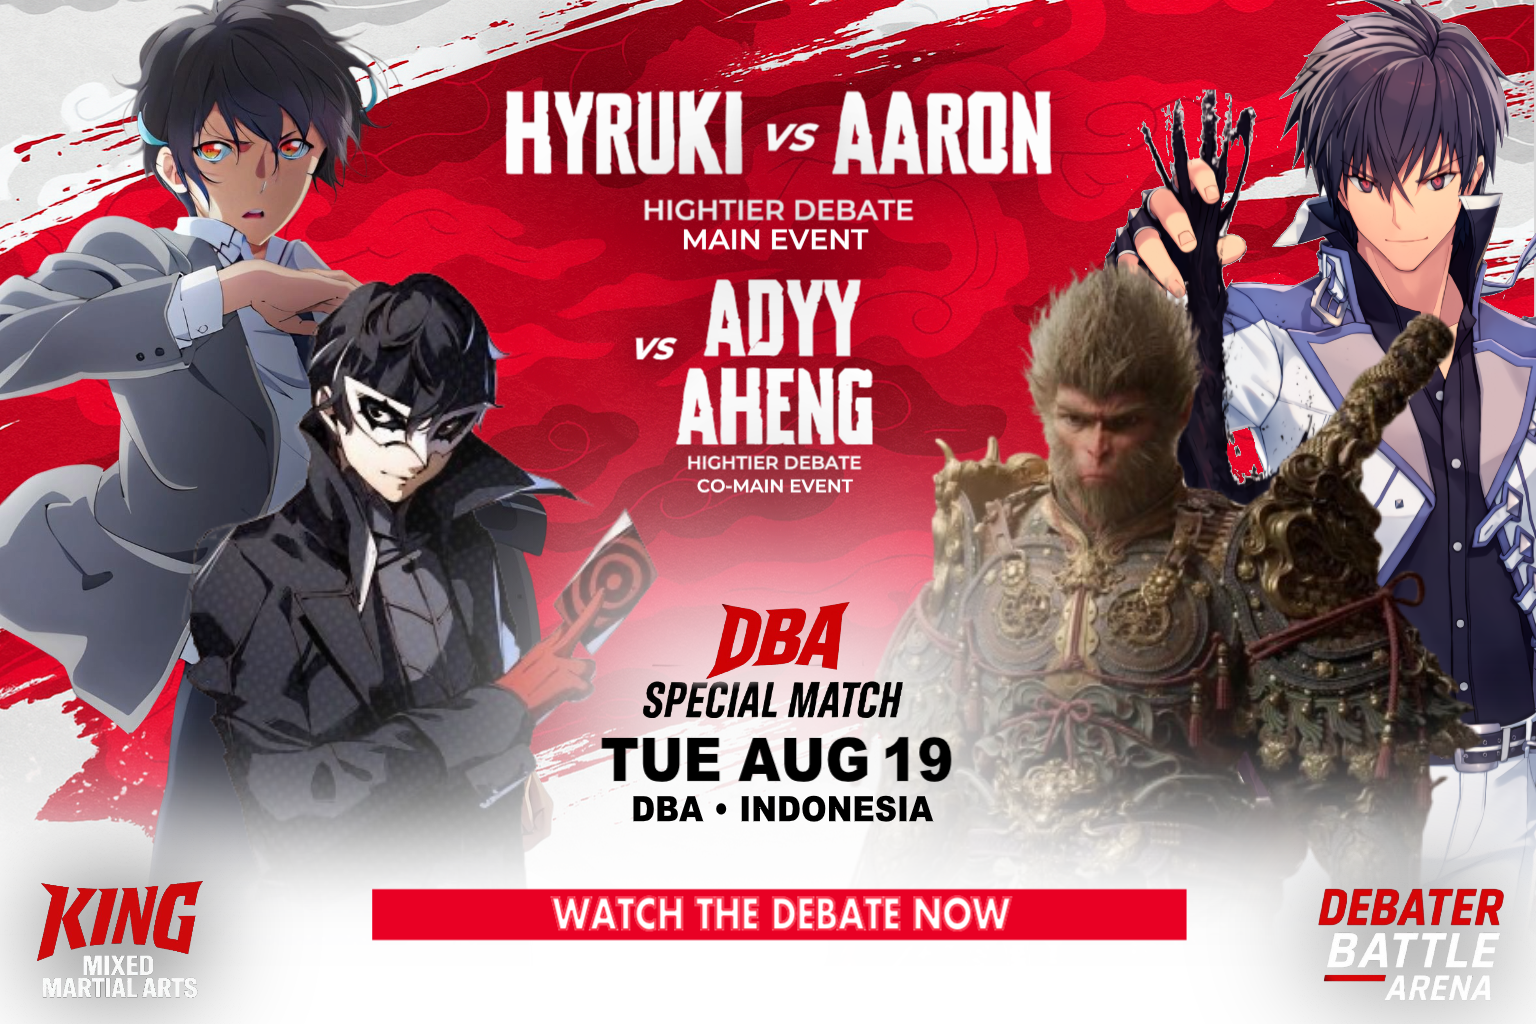 HYRUKI vs AARON
HIGHTIER DEBATE
MAIN EVENT
vs ADYY
AHENG
HIGHTIER DEBATE
CO-MAIN EVENT
DBA
SPECIAL MATCH
TUE AUG 19
DBA • INDONESIA
WATCH THE DEBATE NOW
KING
MIXED
MARTIAL ARTS
DEBATER
BATTLE
ARENA